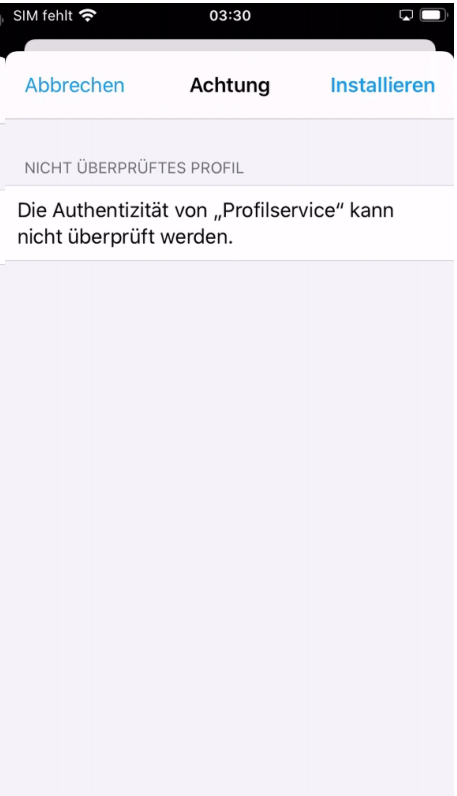 SIM fehlt 03:30
Abbrechen Achtung Installieren
NICHT ÜBERPRÜFTES PROFIL
Die Authentizität von „Profilservice“ kann
nicht überprüft werden.